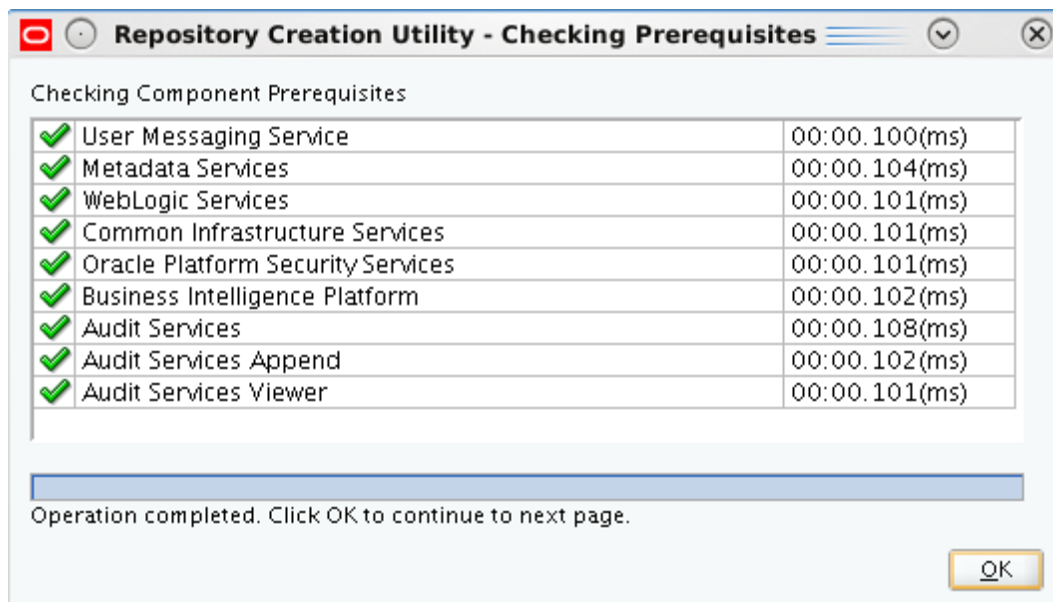 Repository Creation Utility - Checking Prerequisites
Checking Component Prerequisites
User Messaging Service 00:00.100(ms)
Metadata Services 00:00.104(ms)
WebLogic Services 00:00.101(ms)
Common Infrastructure Services 00:00.101(ms)
Oracle Platform Security Services 00:00.101(ms)
Business Intelligence Platform 00:00.102(ms)
Audit Services 00:00.108(ms)
Audit Services Append 00:00.102(ms)
Audit Services Viewer 00:00.101(ms)
Operation completed. Click OK to continue to next page.
OK